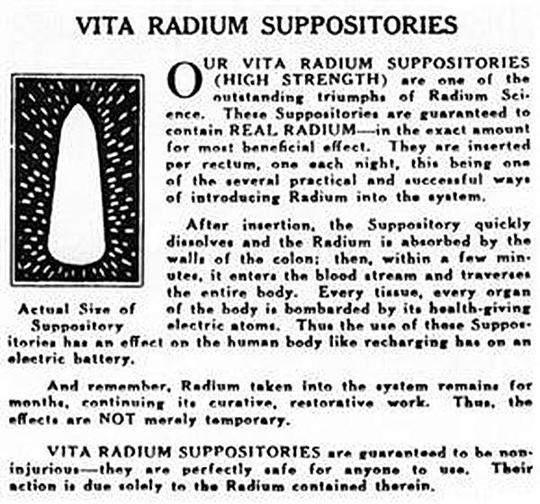 VITA RADIUM SUPPOSITORIES
OUR VITA RADIUM SUPPOSITORIES
(HIGH STRENGTH) are one of the
outstanding triumphs of Radium Sci-
ence. These Suppositories are guaranteed to
contain REAL RADIUM—in the exact amount
for most beneficial effect. They are inserted
per rectum, one each night, this being one
of the several practical and successful ways
of introducing Radium into the system.
After insertion, the Suppository quickly
dissolves and the Radium is absorbed by the
walls of the colon; then, within a few min-
utes, it enters the blood stream and traverses
the entire body. Every tissue, every organ
of the body is bombarded by its health-giving
electric atoms. Thus the use of these Suppos-
Actual Size of
Suppository
itories has an effect on the human body like recharging has on an
electric battery.
And remember, Radium taken into the system remains for
months, continuing its curative, restorative work. Thus, the
effects are NOT merely temporary.
VITA RADIUM SUPPOSITORIES are guaranteed to be non-
injurious—they are perfectly safe for anyone to use. Their
action is due solely to the Radium contained therein.